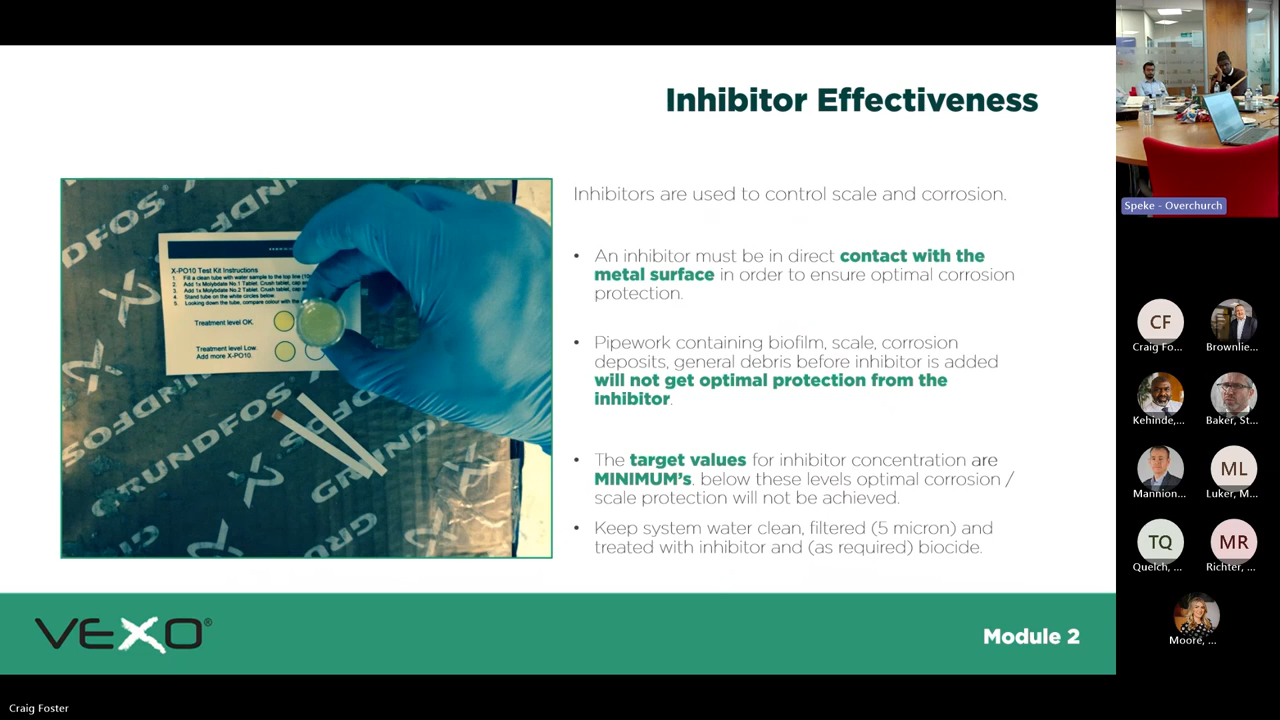 Inhibitor Effectiveness
Inhibitors are used to control scale and corrosion.
• An inhibitor must be in direct contact with the
metal surface in order to ensure optimal corrosion
protection.
• Pipework containing biofilm, scale, corrosion
deposits, general debris before inhibitor is added
will not get optimal protection from the
inhibitor.
• The target values for inhibitor concentration are
MINIMUM's. below these levels optimal corrosion /
scale protection will not be achieved.
• Keep system water clean, filtered (5 micron) and
treated with inhibitor and (as required) biocide.
X-PO10 Test Kit Instructions
1. Fill a clean tube with water sample to the top line
2. Add 1x Molybdate No.1 Tablet. Crush tablet, cap
3. Add 1x Molybdate No.2 Tablet. Crush tablet, cap
4. Stand tube on the white circles below.
5. Looking down the tube, compare colour with the
Treatment level OK.
Treatment level Low.
Add more X-PO10.
DFOS
GRUNDFOS
GRUNDFOS
VEXO®
Module 2
Craig Foster
Speke - Overchurch
CF
Craig Fo...
Brownlie...
Kehinde,...
Baker, St...
Mannion...
ML
Luker, M...
TQ
Quelch, ...
MR
Richter, ...
Moore, ...